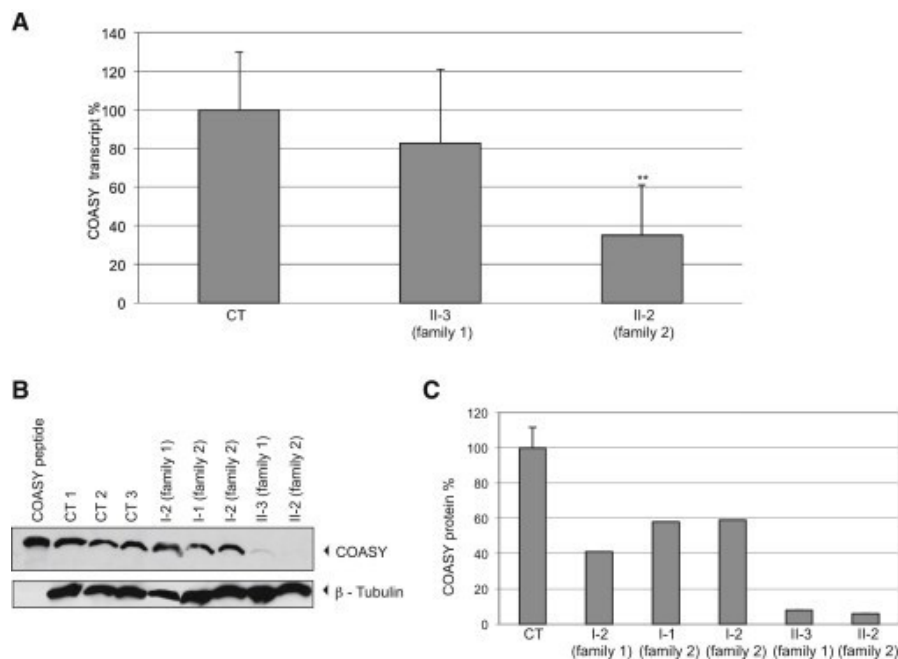 A
140
120
100
80
60
40
20
0
COASY transcript %
**
CT
II-3
(family 1)
II-2
(family 2)
B
COASY peptide
CT 1
CT 2
CT 3
I-2 (family 1)
I-1 (family 2)
I-2 (family 2)
II-3 (family 1)
II-2 (family 2)
COASY
β - Tubulin
C
120
100
80
60
40
20
0
COASY protein %
CT
I-2
(family 1)
I-1
(family 2)
I-2
(family 2)
II-3
(family 1)
II-2
(family 2)